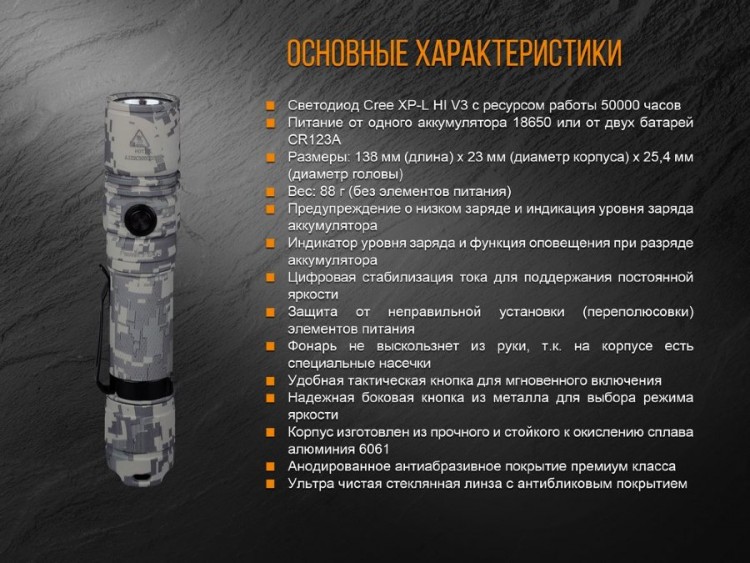 ОСНОВНЫЕ ХАРАКТЕРИСТИКИ
Светодиод Cree XP-L HI V3 с ресурсом работы 50000 часов
Питание от одного аккумулятора 18650 или от двух батарей
CR123A
Размеры: 138 мм (длина) x 23 мм (диаметр корпуса) x 25,4 мм
(диаметр головы)
Вес: 88 г (без элементов питания)
Предупреждение о низком заряде и индикация уровня заряда
аккумулятора
Индикатор уровня заряда и функция оповещения при разряде
аккумулятора
Цифровая стабилизация тока для поддержания постоянной
яркости
Защита от неправильной установки (переполюсовки)
элементов питания
Фонарь не выскользнет из руки, т.к. на корпусе есть
специальные насечки
Удобная тактическая кнопка для мгновенного включения
Надежная боковая кнопка из металла для выбора режима
яркости
Корпус изготовлен из прочного и стойкого к окислению сплава
алюминия 6061
Анодированное антиабразивное покрытие премиум класса
Ультра чистая стеклянная линза с антибликовым покрытием